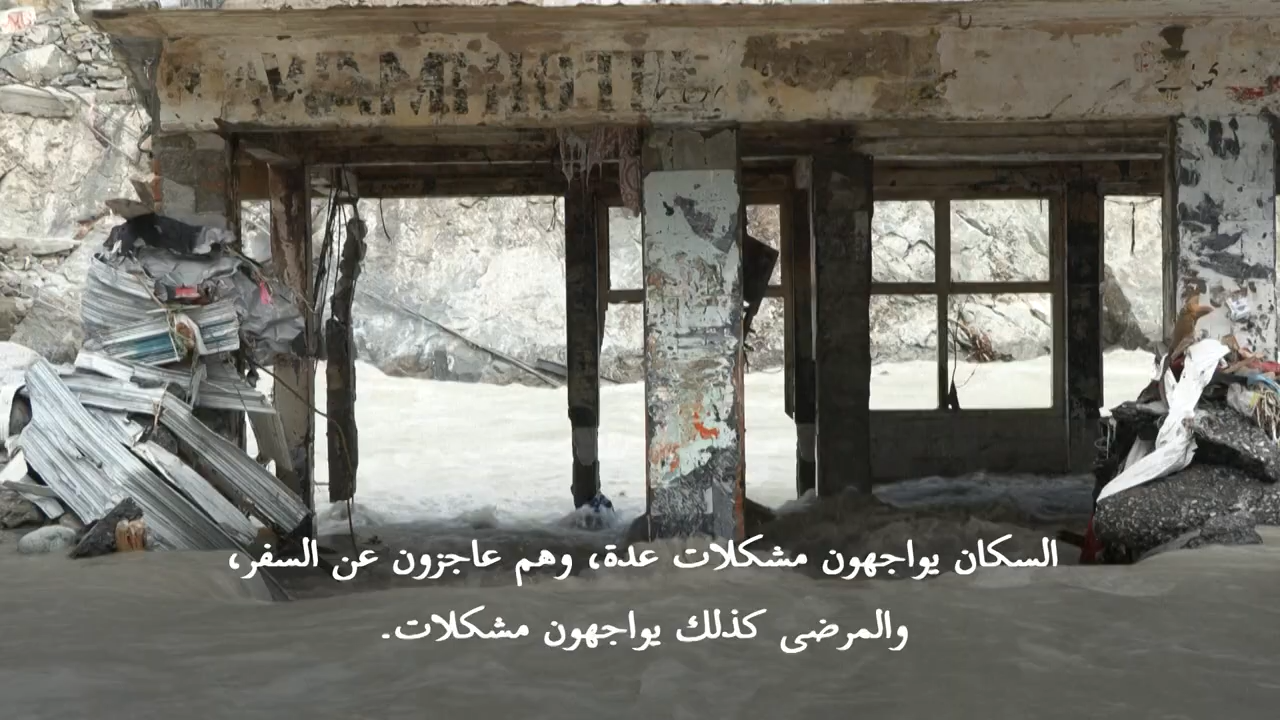 السكان يواجهون مشكلات عدة، وهم عاجزون عن السفر،
والمرضى كذلك يواجهون مشكلات.